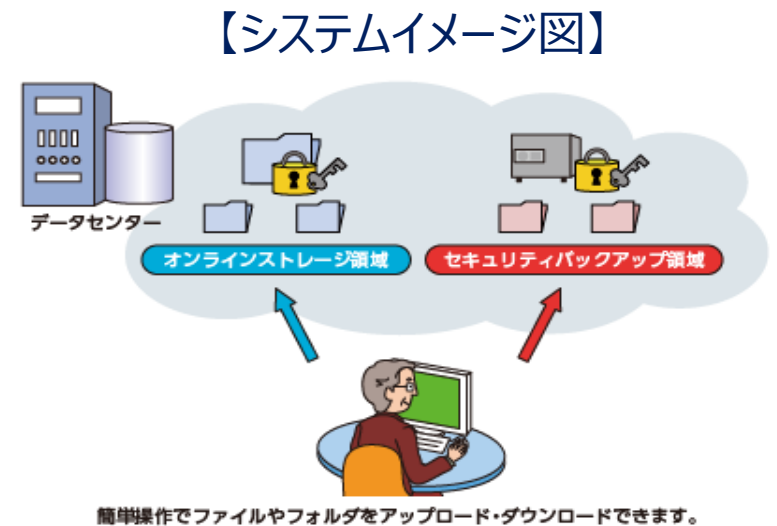 【システムイメージ図】
データセンター
オンラインストレージ領域
セキュリティバックアップ領域
簡単操作でファイルやフォルダをアップロード・ダウンロードできます。